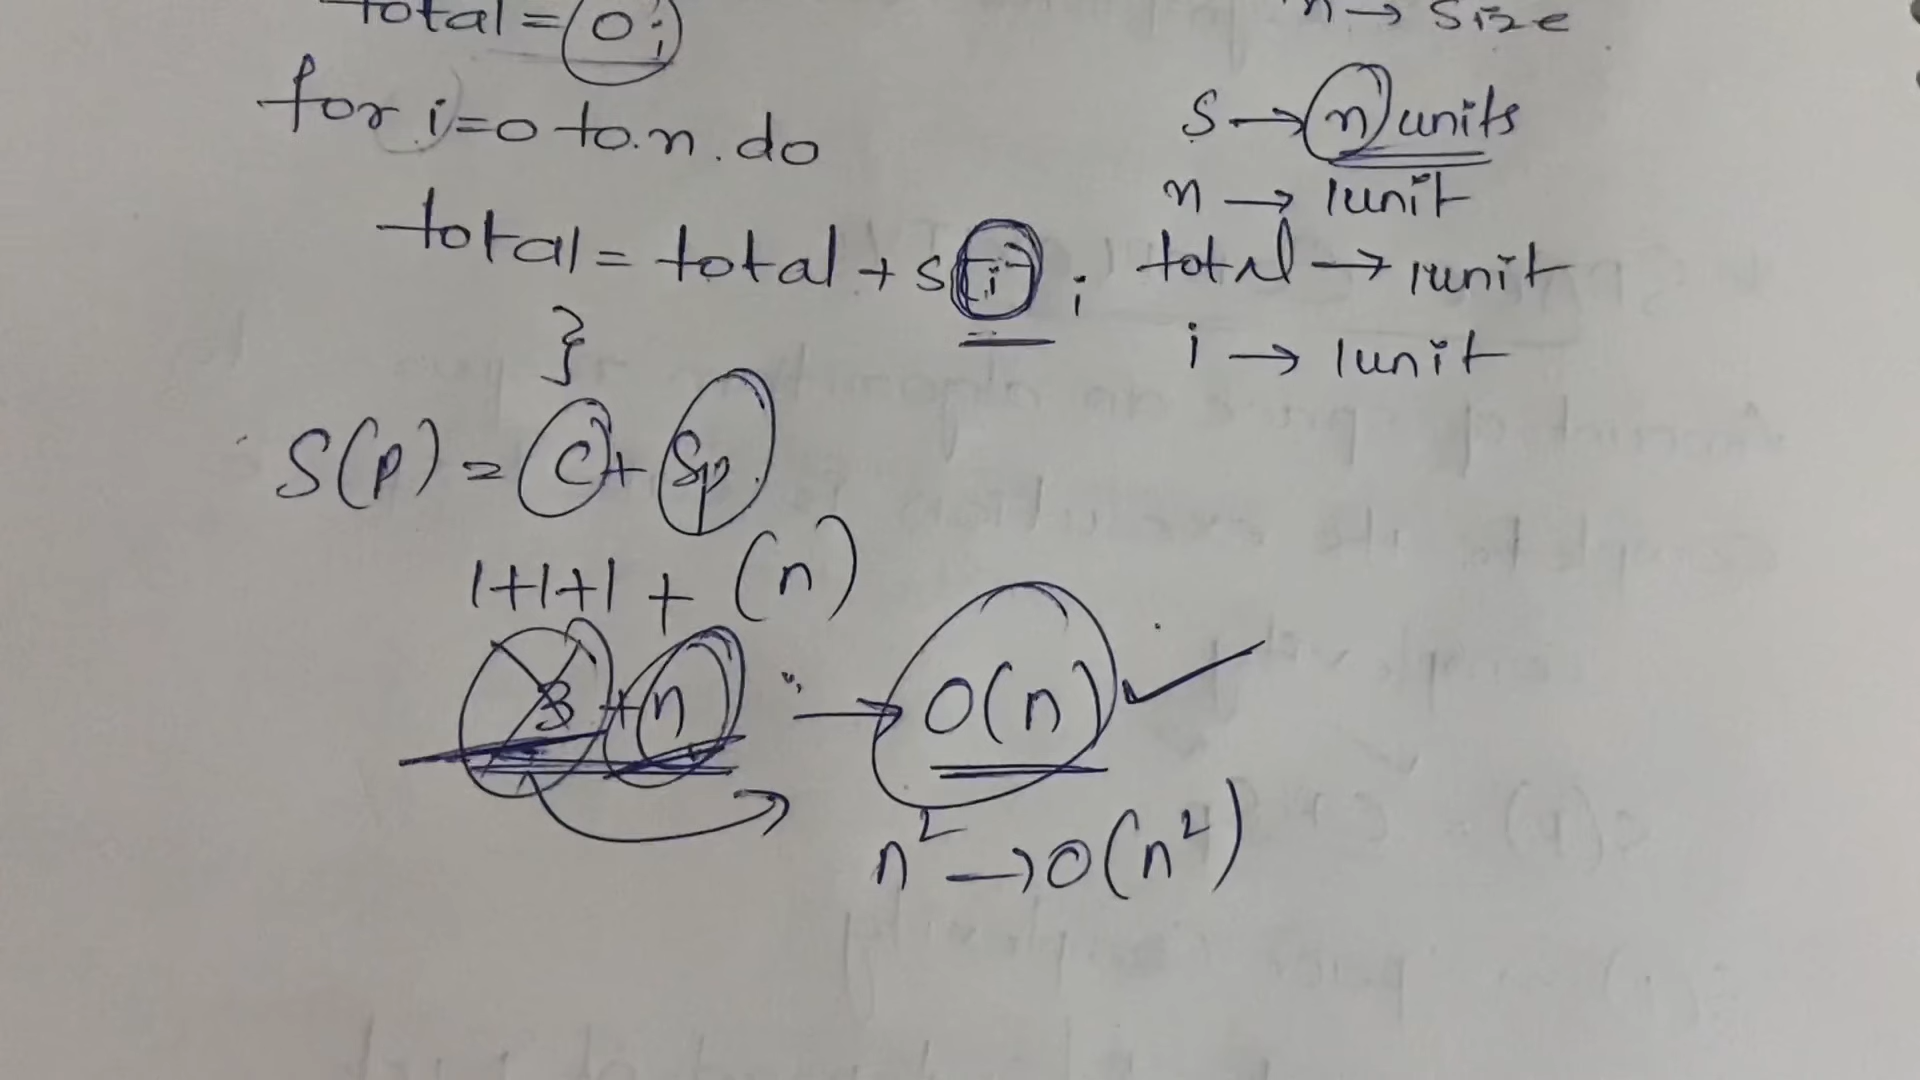 total = 0;
for i=0 to.n.do
total = total + s[i];
}
n → size
s → n units
n → 1unit
total → 1unit
i → 1unit
S(P) = C + Sp
1+1+1 + (n)
3 + n → O(n) ✓
n² → O(n²)